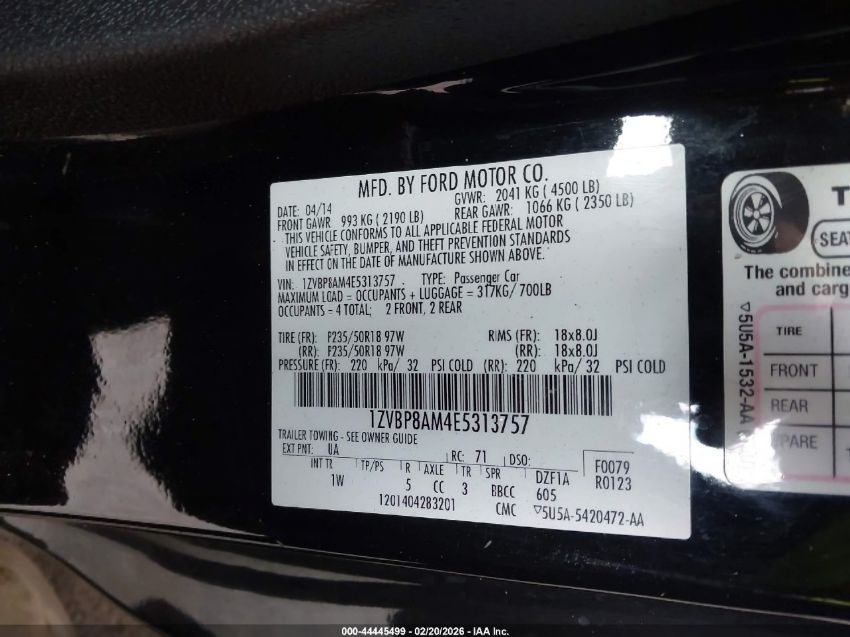 MFD. BY FORD MOTOR CO.
DATE: 04/14
GVWR: 2041 KG ( 4500 LB)
FRONT GAWR: 993 KG ( 2190 LB)
REAR GAWR: 1066 KG ( 2350 LB)
THIS VEHICLE CONFORMS TO ALL APPLICABLE FEDERAL MOTOR
VEHICLE SAFETY, BUMPER, AND THEFT PREVENTION STANDARDS
IN EFFECT ON THE DATE OF MANUFACTURE SHOWN ABOVE.
VIN: 1ZVBP8AM4E5313757 TYPE: Passenger Car
MAXIMUM LOAD = OCCUPANTS + LUGGAGE = 317KG/ 700LB
OCCUPANTS = 4 TOTAL; 2 FRONT, 2 REAR
TIRE (FR): F235/50R18 97W RIMS (FR): 18x8.0J
(RR): F235/50R18 97W (RR): 18x8.0J
PRESSURE (FR): 220 kPa/ 32 PSI COLD (RR): 220 kPa/ 32 PSI COLD
1ZVBP8AM4E5313757
TRAILER TOWING - SEE OWNER GUIDE
EXT PNT: UA RC: 71 DSO: F0079
INT TR TP/PS R AXLE TR SPR DZF1A R0123
1W 5 CC 3 BBCC 605
1201404283201 CMC ▽5U5A-5420472-AA
T
SEAT
The combine
and carg
▽5U5A-1532-AA
TIRE
FRONT
REAR
SPARE
000-44445499 — 02/20/2026 — IAA Inc.